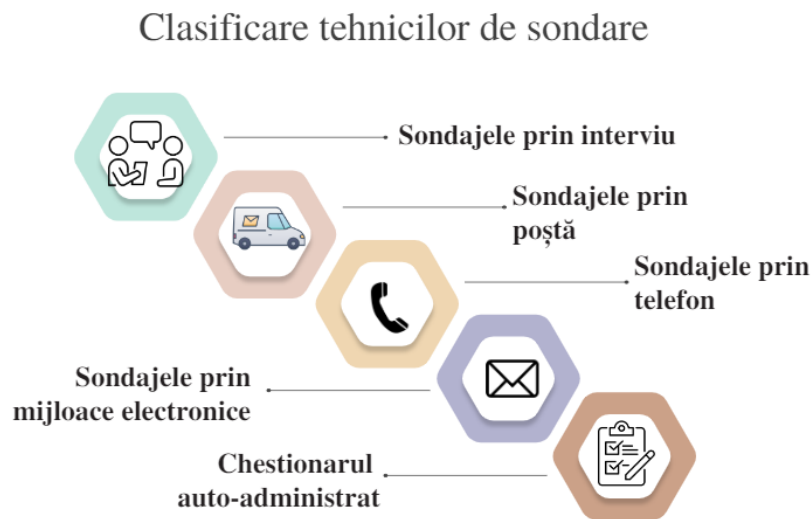 Clasificare tehnicilor de sondare
Sondajele prin interviu
Sondajele prin
poștă
Sondajele prin
telefon
Sondajele prin
mijloace electronice
Chestionarul
auto-administrat